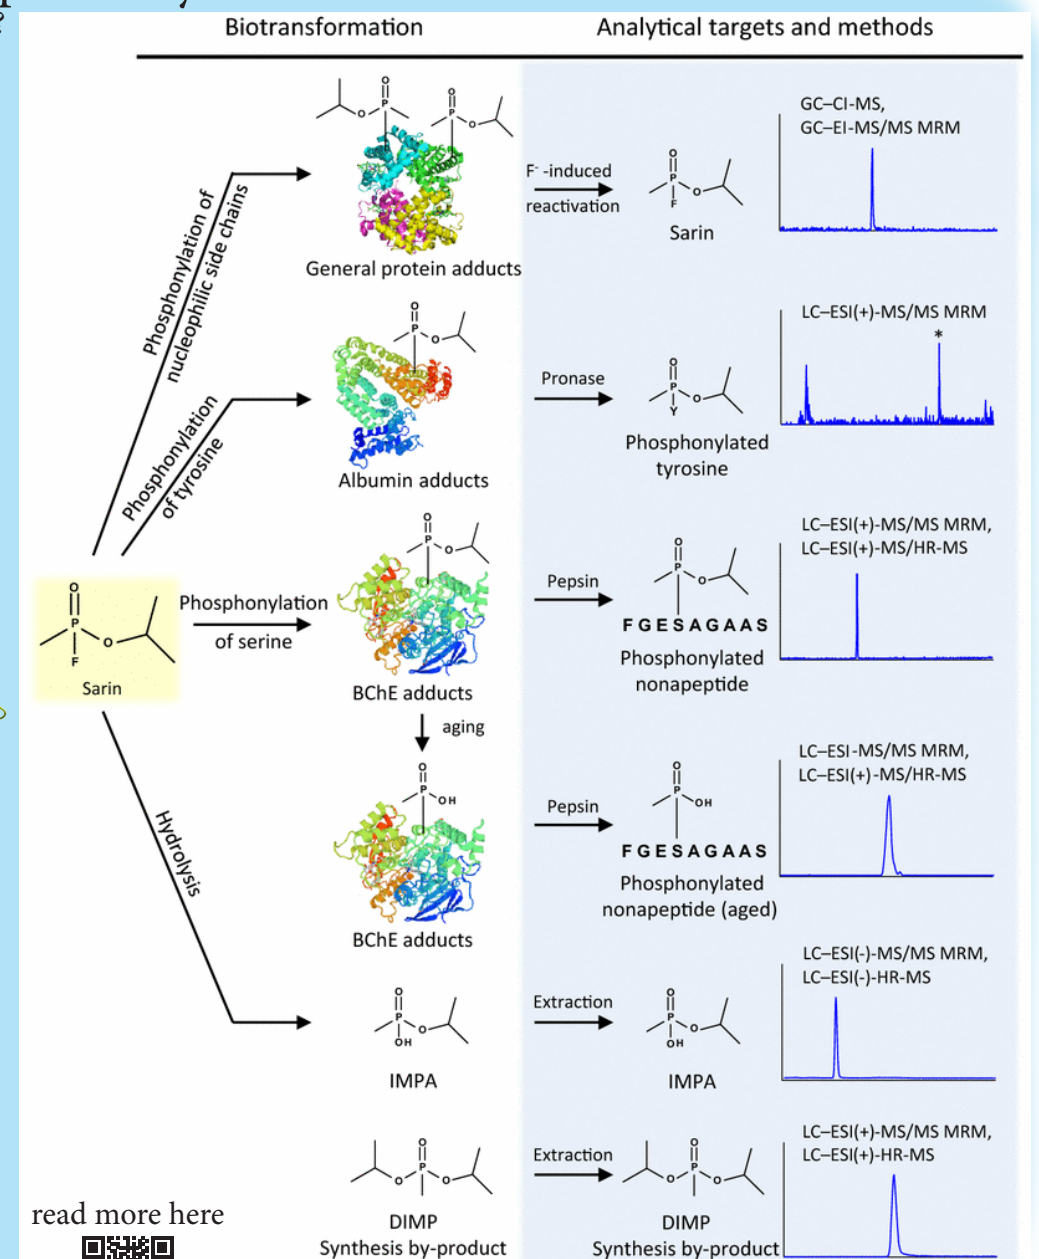 Biotransformation
Analytical targets and methods
Phosphonylation of
nucleophilic side chains
O
P
O
O
P
O
General protein adducts
F⁻ -induced
reactivation
O
P
O
F
Sarin
GC–CI-MS,
GC–EI-MS/MS MRM
Phosphonylation
of tyrosine
O
P
O
Albumin adducts
Pronase
O
P
O
Y
Phosphonylated
tyrosine
LC–ESI(+)-MS/MS MRM
*
O
P
O
F
Sarin
Phosphonylation
of serine
O
P
O
BChE adducts
Pepsin
O
P
O
FGESAGAAS
Phosphonylated
nonapeptide
LC–ESI(+)-MS/MS MRM,
LC–ESI(+)-MS/HR-MS
aging
O
P
OH
BChE adducts
Pepsin
O
P
OH
FGESAGAAS
Phosphonylated
nonapeptide (aged)
LC–ESI-MS/MS MRM,
LC–ESI(+)-MS/HR-MS
Hydrolysis
O
P
O
OH
IMPA
Extraction
O
P
O
OH
IMPA
LC–ESI(-)-MS/MS MRM,
LC–ESI(-)-HR-MS
O
O
P
O
DIMP
Synthesis by-product
Extraction
O
O
P
O
DIMP
Synthesis by-product
LC–ESI(+)-MS/MS MRM,
LC–ESI(+)-HR-MS
read more here